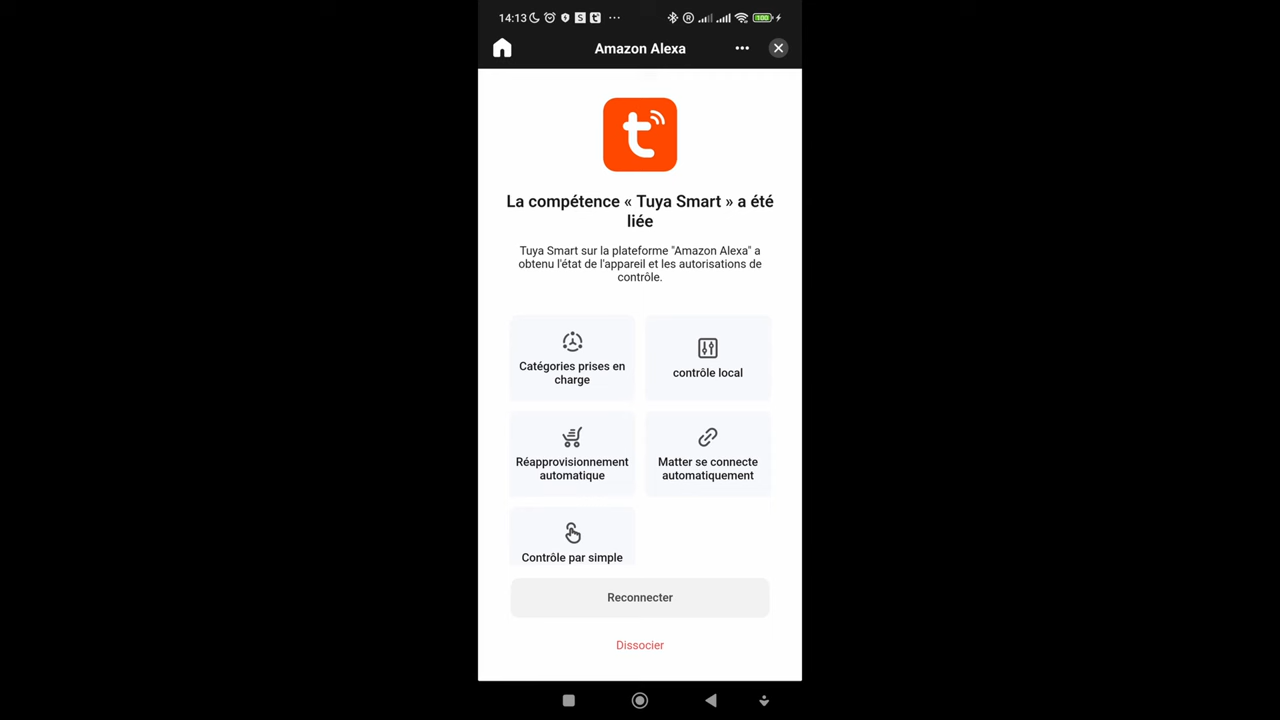 14:13
100
Amazon Alexa
La compétence « Tuya Smart » a été
liée
Tuya Smart sur la plateforme "Amazon Alexa" a
obtenu l'état de l'appareil et les autorisations de
contrôle.
Catégories prises en
charge
contrôle local
Réapprovisionnement
automatique
Matter se connecte
automatiquement
Contrôle par simple
Reconnecter
Dissocier